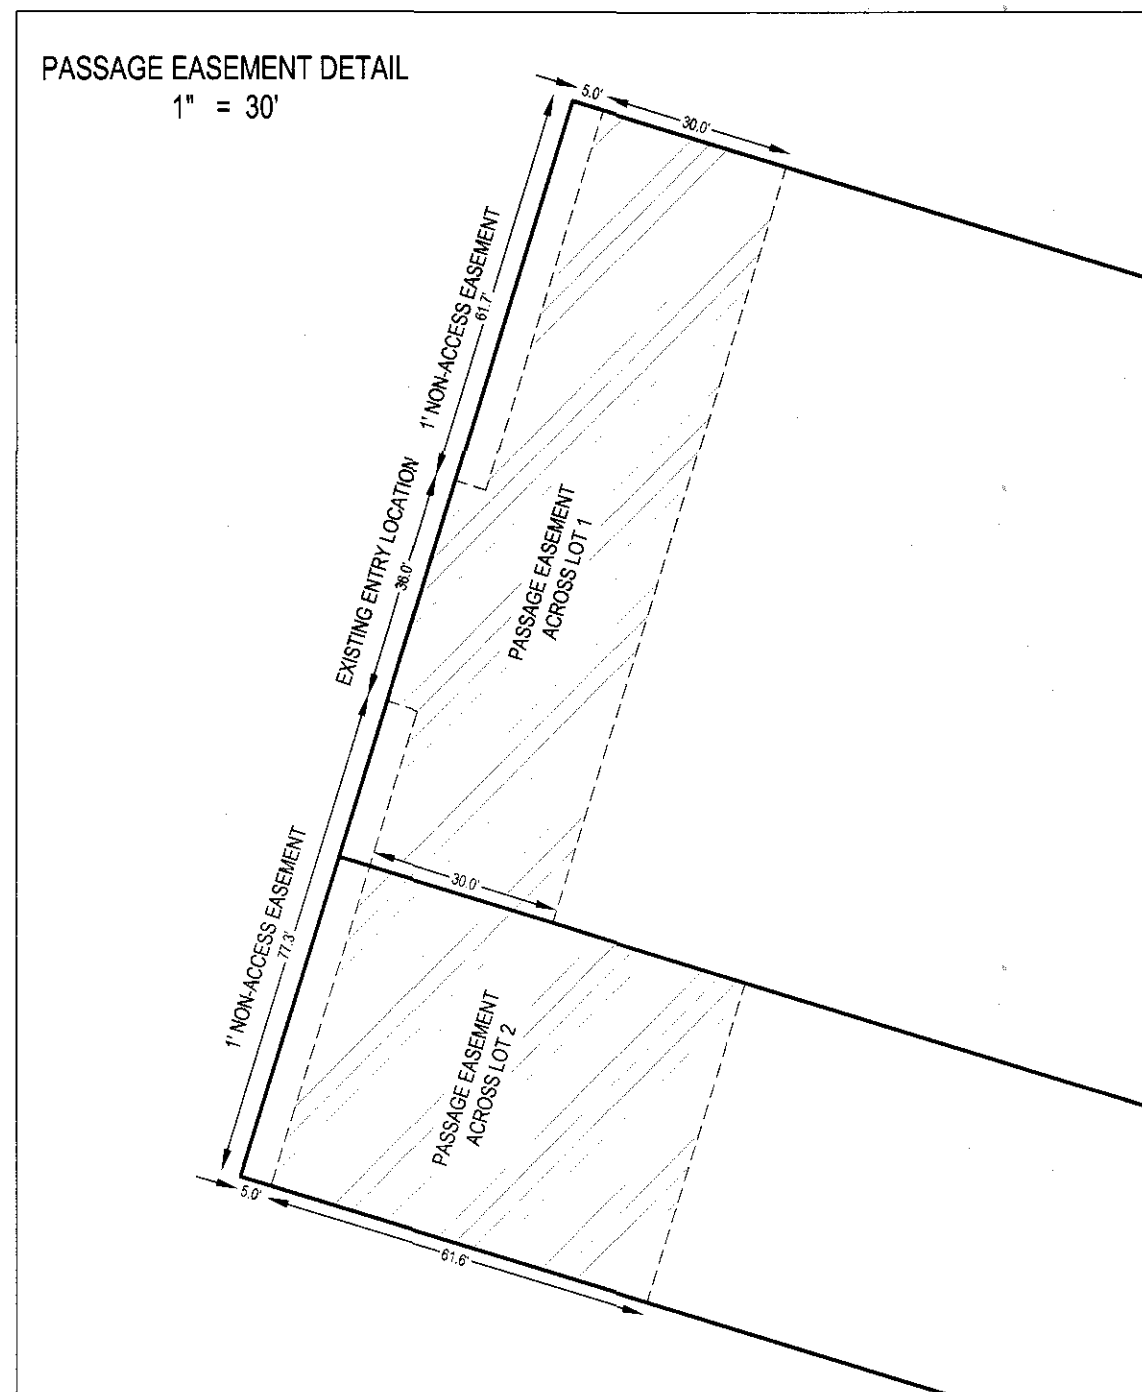 PASSAGE EASEMENT DETAIL
1" = 30'
5.0'
30.0'
1' NON-ACCESS EASEMENT
61.7'
EXISTING ENTRY LOCATION
36.0'
PASSAGE EASEMENT
ACROSS LOT 1
30.0'
1' NON-ACCESS EASEMENT
77.3'
PASSAGE EASEMENT
ACROSS LOT 2
5.0'
61.6'